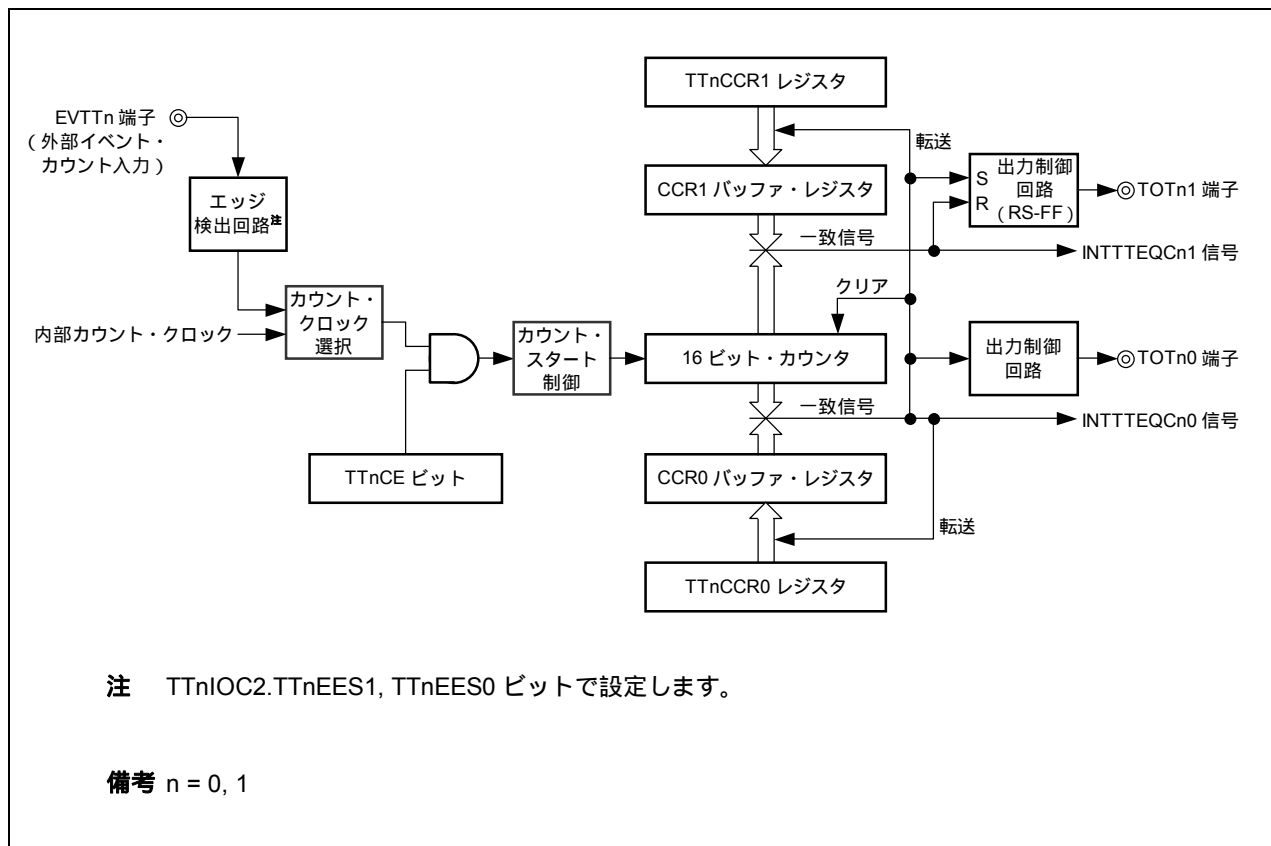 TTnCCR1 レジスタ
EVTTn 端子
（外部イベント・
カウント入力）
転送
エッジ
検出回路注
CCR1 バッファ・レジスタ
S
R
出力制御
回路
（RS-FF）
TOTn1 端子
一致信号
INTTTEQCn1 信号
クリア
カウント・
クロック
選択
内部カウント・クロック
カウント・
スタート
制御
16 ビット・カウンタ
出力制御
回路
TOTn0 端子
一致信号
INTTTEQCn0 信号
TTnCE ビット
CCR0 バッファ・レジスタ
転送
TTnCCR0 レジスタ
注 TTnIOC2.TTnEES1, TTnEES0 ビットで設定します。
備考 n = 0, 1